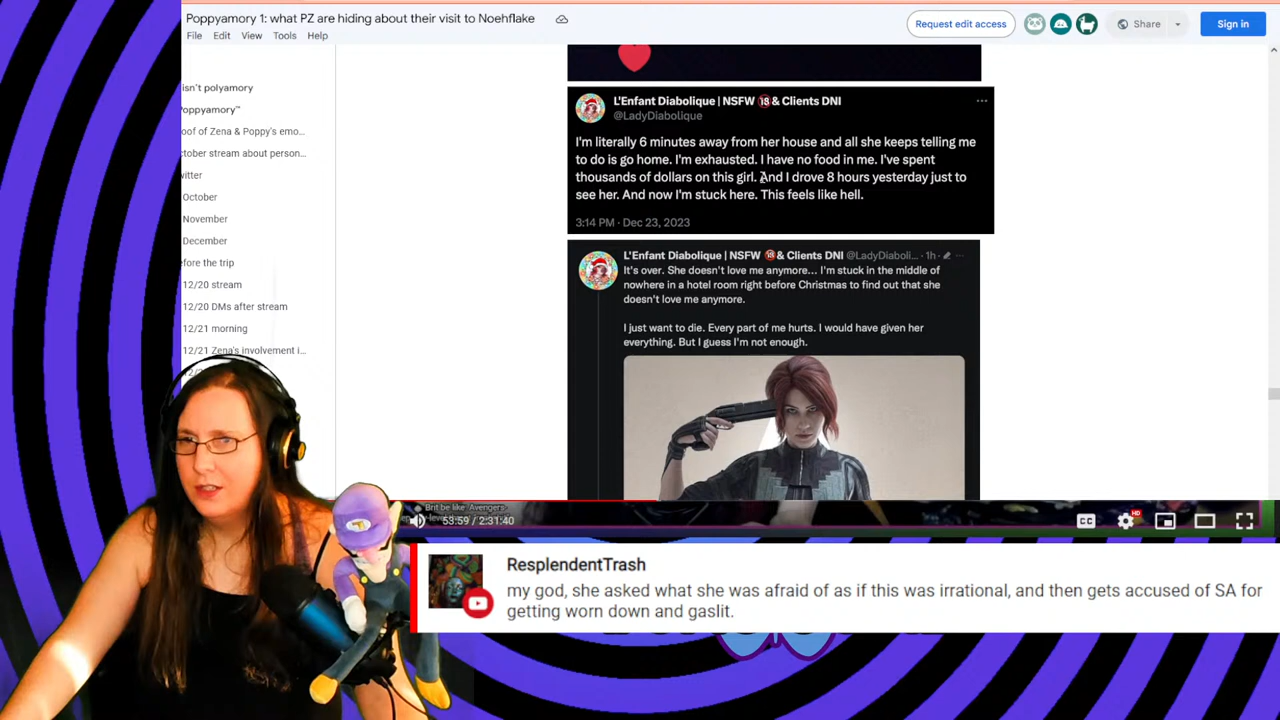 Poppyamory 1: what PZ are hiding about their visit to Noehflake
Request edit access
Share
Sign in
File Edit View Tools Help
isn't polyamory
Poppyamory™
oof of Zena & Poppy's emo...
ctober stream about person...
witter
October
November
December
efore the trip
12/20 stream
12/20 DMs after stream
12/21 morning
12/21 Zena's involvement i...
L'Enfant Diabolique | NSFW 🔞& Clients DNI
@LadyDiabolique
I'm literally 6 minutes away from her house and all she keeps telling me
to do is go home. I'm exhausted. I have no food in me. I've spent
thousands of dollars on this girl. And I drove 8 hours yesterday just to
see her. And now I'm stuck here. This feels like hell.
3:14 PM · Dec 23, 2023
L'Enfant Diabolique | NSFW 🔞& Clients DNI @LadyDiaboli... · 1h
It's over. She doesn't love me anymore... I'm stuck in the middle of
nowhere in a hotel room right before Christmas to find out that she
doesn't love me anymore.
I just want to die. Every part of me hurts. I would have given her
everything. But I guess I'm not enough.
Brit be like 'Avengers
53:59 / 2:31:40
CC
HD
ResplendentTrash
my god, she asked what she was afraid of as if this was irrational, and then gets accused of SA for
getting worn down and gaslit.